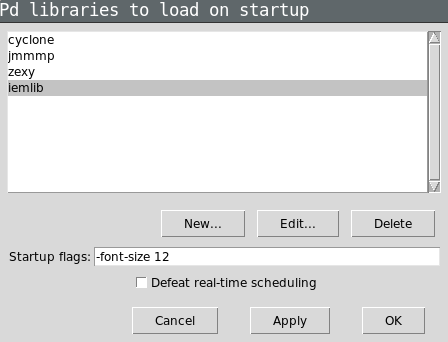 Pd libraries to load on startup
cyclone
jmmmp
zexy
iemlib
New... Edit... Delete
Startup flags: -font-size 12
Defeat real-time scheduling
Cancel Apply OK